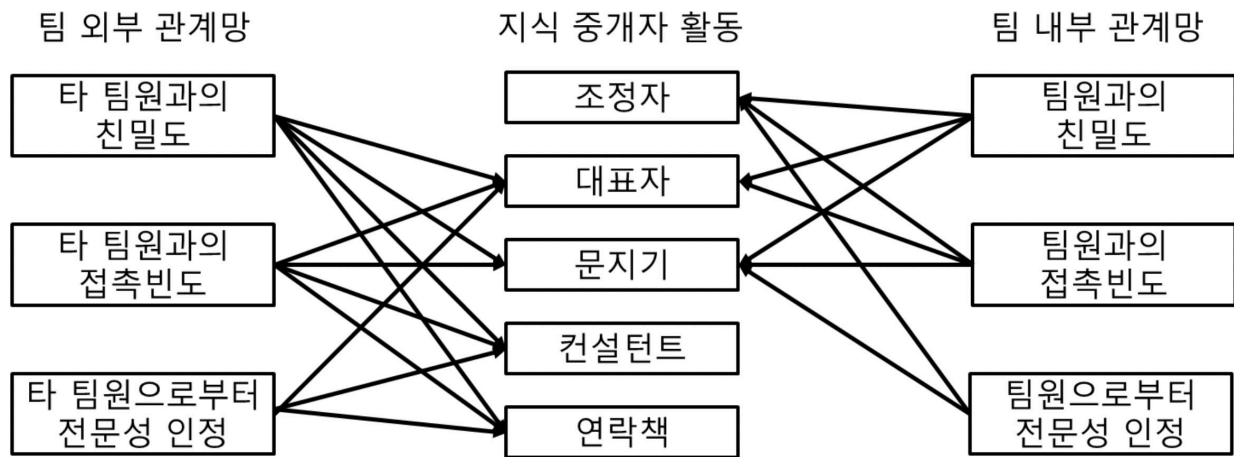 팀 외부 관계망
지식 중개자 활동
팀 내부 관계망
타 팀원과의
친밀도
타 팀원과의
접촉빈도
타 팀원으로부터
전문성 인정
조정자
대표자
문지기
컨설턴트
연락책
팀원과의
친밀도
팀원과의
접촉빈도
팀원으로부터
전문성 인정